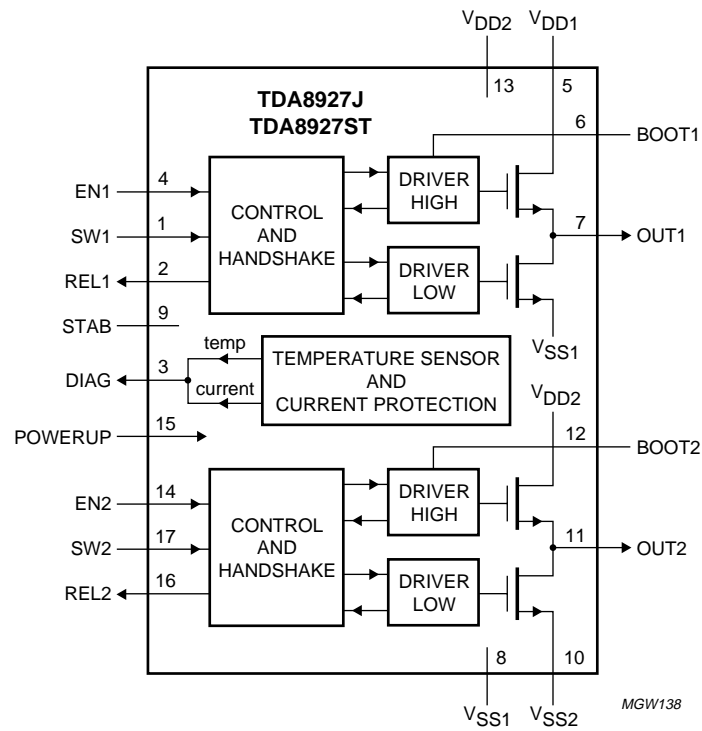 VDD2 VDD1
13 5
TDA8927J
TDA8927ST
6 BOOT1
EN1 4
CONTROL
AND
HANDSHAKE
DRIVER
HIGH
SW1 1
7 OUT1
REL1 2
DRIVER
LOW
STAB 9
VSS1
temp
TEMPERATURE SENSOR
AND
CURRENT PROTECTION
DIAG 3
current
VDD2
POWERUP 15
12 BOOT2
EN2 14
CONTROL
AND
HANDSHAKE
DRIVER
HIGH
SW2 17
11 OUT2
REL2 16
DRIVER
LOW
8 10
VSS1 VSS2
MGW138